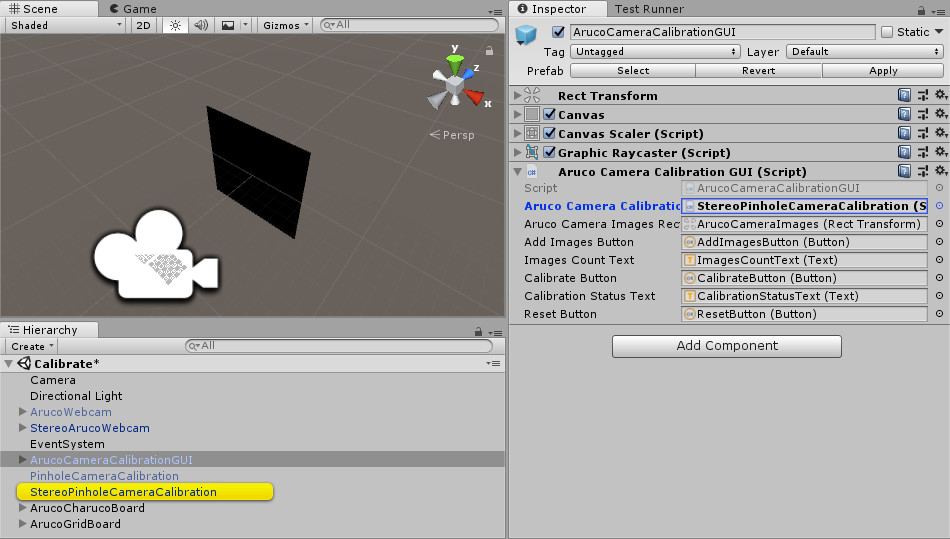 Scene
Game
Shaded
2D
Gizmos
All
y
z
x
Persp
Hierarchy
Create
All
Calibrate*
Camera
Directional Light
ArucoWebcam
StereoArucoWebcam
EventSystem
ArucoCameraCalibrationGUI
PinholeCameraCalibration
StereoPinholeCameraCalibration
ArucoCharucoBoard
ArucoGridBoard
Inspector
Test Runner
ArucoCameraCalibrationGUI
Static
Tag Untagged Layer Default
Prefab Select Revert Apply
Rect Transform
Canvas
Canvas Scaler (Script)
Graphic Raycaster (Script)
Aruco Camera Calibration GUI (Script)
Script ArucoCameraCalibrationGUI
Aruco Camera Calibratic StereoPinholeCameraCalibration (S
Aruco Camera Images Rec ArucoCameraImages (Rect Transform)
Add Images Button AddImagesButton (Button)
Images Count Text ImagesCountText (Text)
Calibrate Button CalibrateButton (Button)
Calibration Status Text CalibrationStatusText (Text)
Reset Button ResetButton (Button)
Add Component